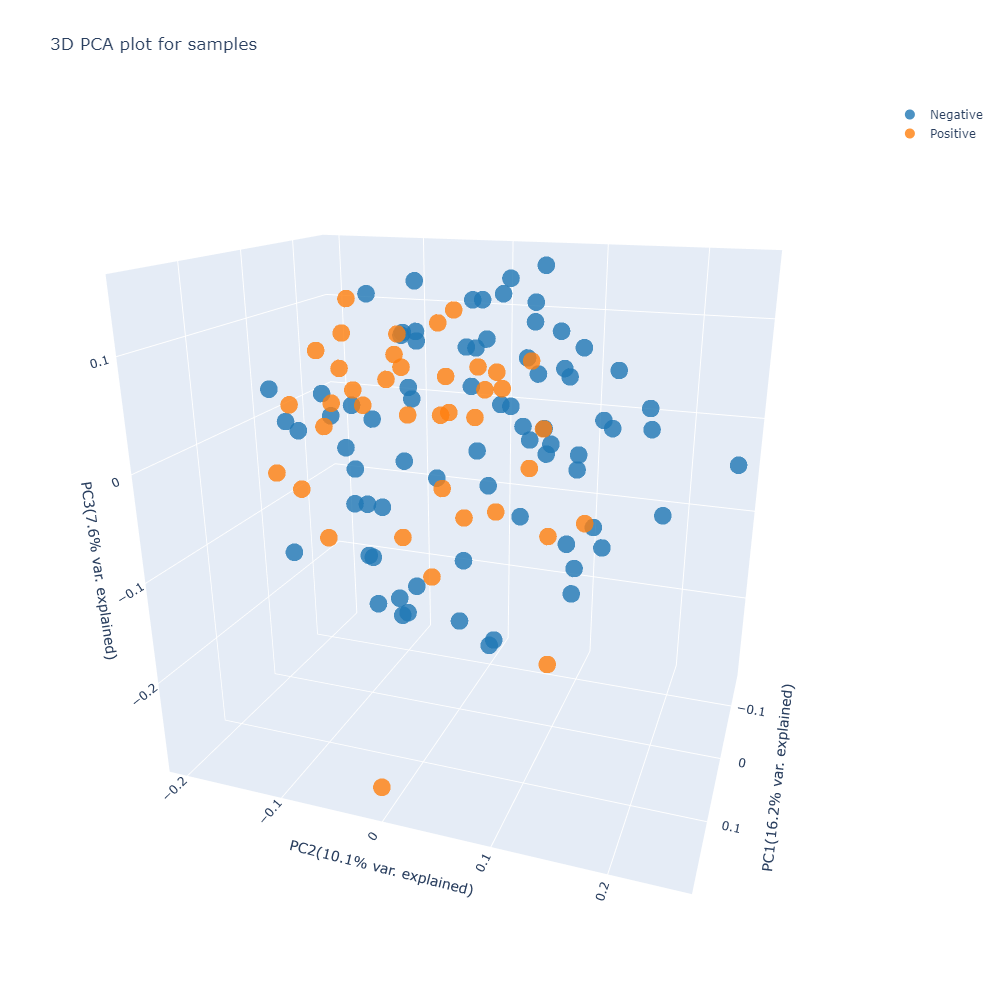 3D PCA plot for samples
Negative
Positive
0.1
0
−0.1
−0.2
PC3(7.6% var. explained)
−0.2
−0.1
0
0.1
0.2
PC2(10.1% var. explained)
−0.1
0
0.1
PC1(16.2% var. explained)